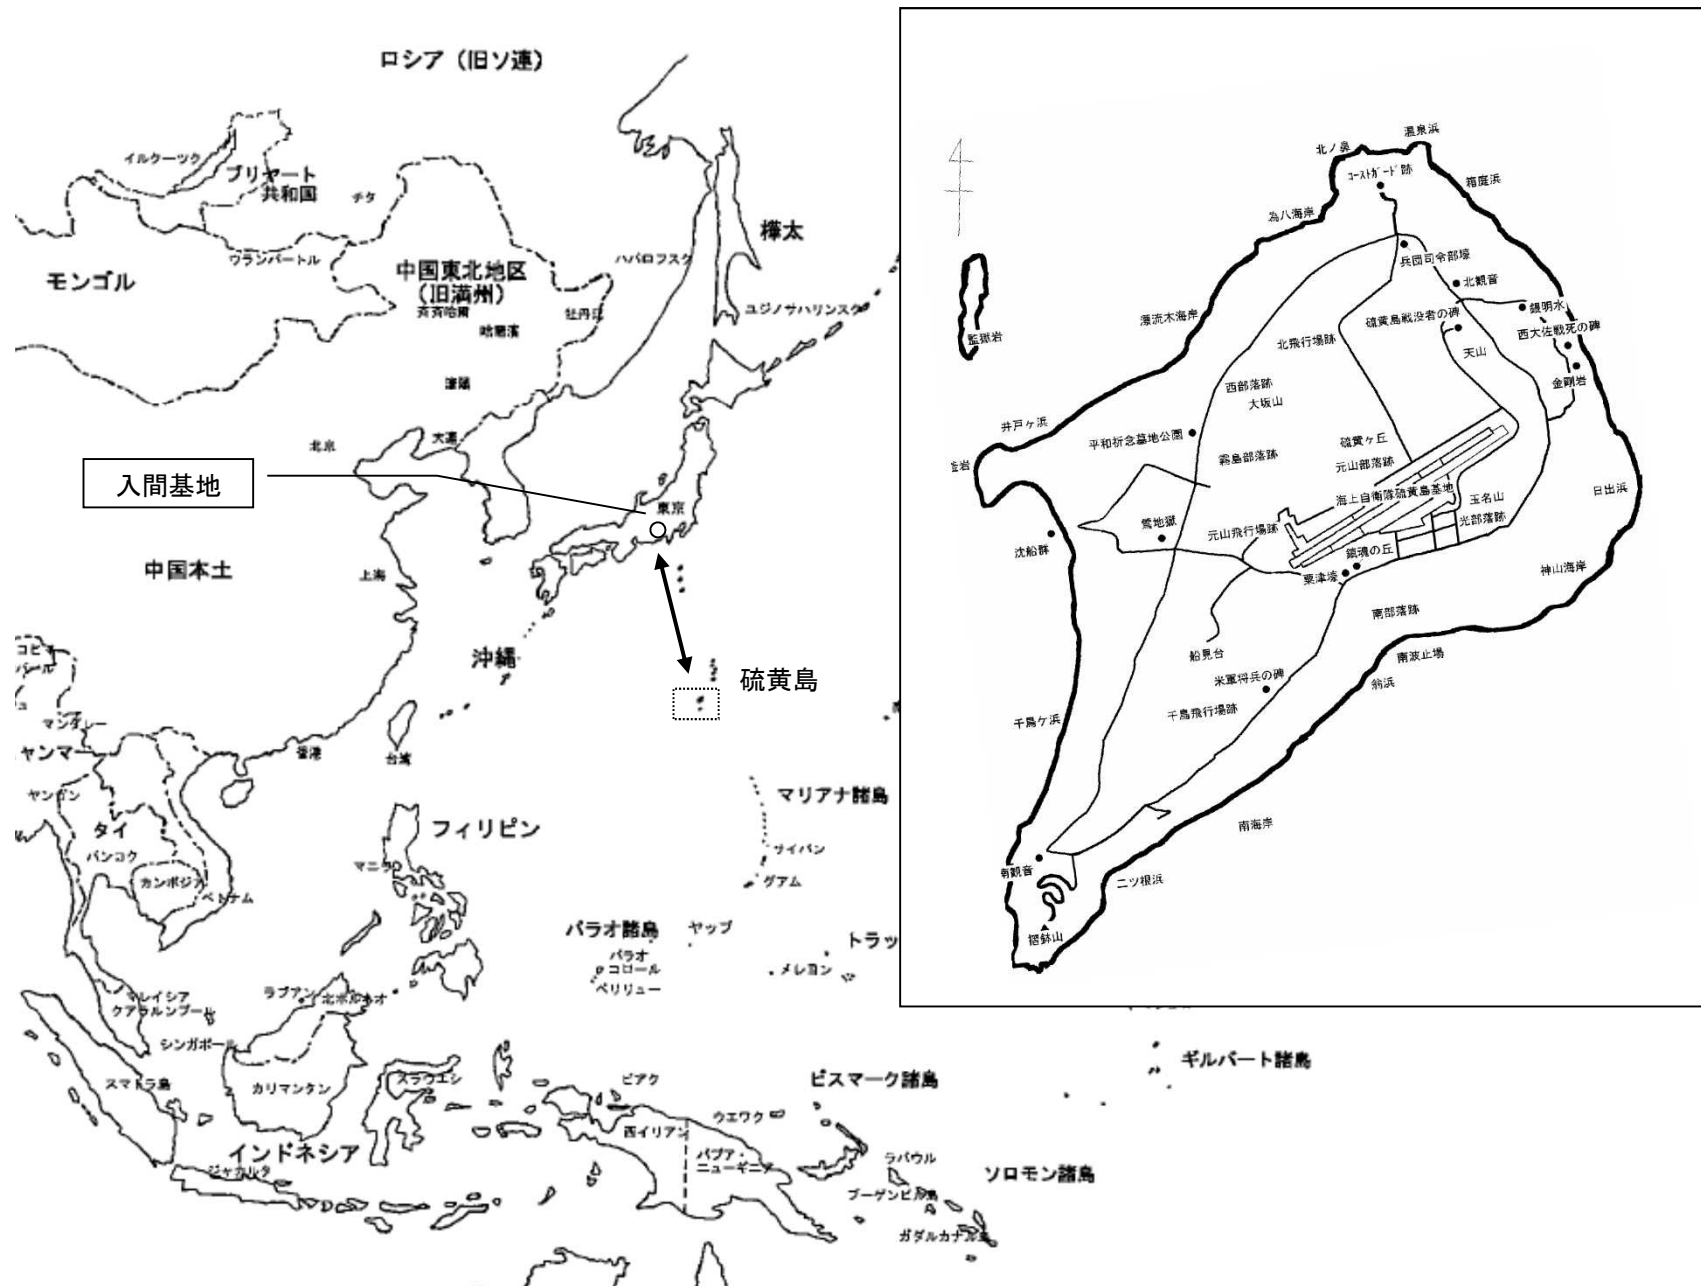 ロシア（旧ソ連）
イルクーツク
ブリヤート
共和国
チタ
モンゴル
ウランバートル
中国東北地区
（旧満州）
斉斉哈爾
哈爾濱
牡丹江
ハバロフスク
樺太
ユジノサハリンスク
瀋陽
北京
大連
入間基地
東京
中国本土
上海
沖縄
硫黄島
マンダレー
ミャンマー
ヤンゴン
香港
台湾
タイ
バンコク
カンボジア
ベトナム
フィリピン
マニラ
マリアナ諸島
サイパン
グアム
パラオ諸島
ヤップ
パラオ
コロール
ペリリュー
トラッ
メレヨン
マレイシア
クアラルンプール
ラブアン
北ボルネオ
シンガポール
スマトラ島
カリマンタン
スラウエシ
インドネシア
ジャカルタ
ビアク
西イリアン
ウエワク
パプア・
ニューギニア
ビスマーク諸島
ラバウル
ブーゲンビル島
ガダルカナル島
ソロモン諸島
ギルバート諸島
温泉浜
北ノ鼻
コーストガード跡
箱庭浜
為八海岸
兵団司令部壕
北観音
銀明水
漂流木海岸
硫黄島戦没者の碑
西大佐戦死の碑
監獄岩
北飛行場跡
天山
金剛岩
西部落跡
大坂山
井戸ヶ浜
平和祈念墓地公園
硫黄ヶ丘
霧島部落跡
元山部落跡
釜岩
海上自衛隊硫黄島基地
玉名山
日出浜
沈船群
鶯地獄
元山飛行場跡
光部落跡
鎮魂の丘
粟津壕
神山海岸
南部落跡
船見台
南波止場
米軍将兵の碑
翁浜
千鳥ヶ浜
千鳥飛行場跡
南海岸
南観音
二ツ根浜
摺鉢山